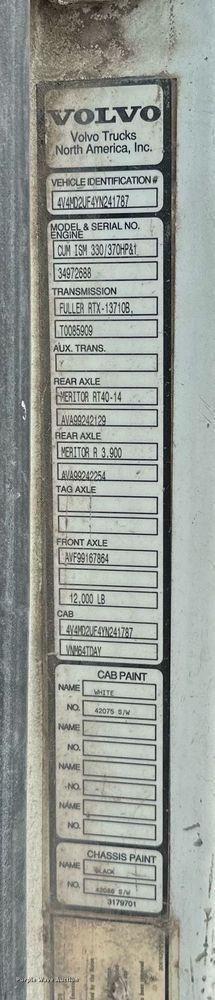 VOLVO
Volvo Trucks
North America, Inc.
VEHICLE IDENTIFICATION #
4V4MD2UF4YN241787
MODEL & SERIAL NO.
ENGINE
CUM ISM 330/370HP&1
34972688
TRANSMISSION
FULLER RTX-13710B,
T0085909
AUX. TRANS.
REAR AXLE
MERITOR RT40-14
AVA99242129
REAR AXLE
MERITOR R 3.900
AVA99242254
TAG AXLE
FRONT AXLE
AVF99167864
12,000 LB
CAB
4V4MD2UF4YN241787
VNM64TDAY
CAB PAINT
NAME WHITE
NO. 42075 S/W
NAME
NO.
NAME
NO.
NAME
NO.
CHASSIS PAINT
NAME BLACK
NO. 42086 S/W
3179701
Purple Wave Auction